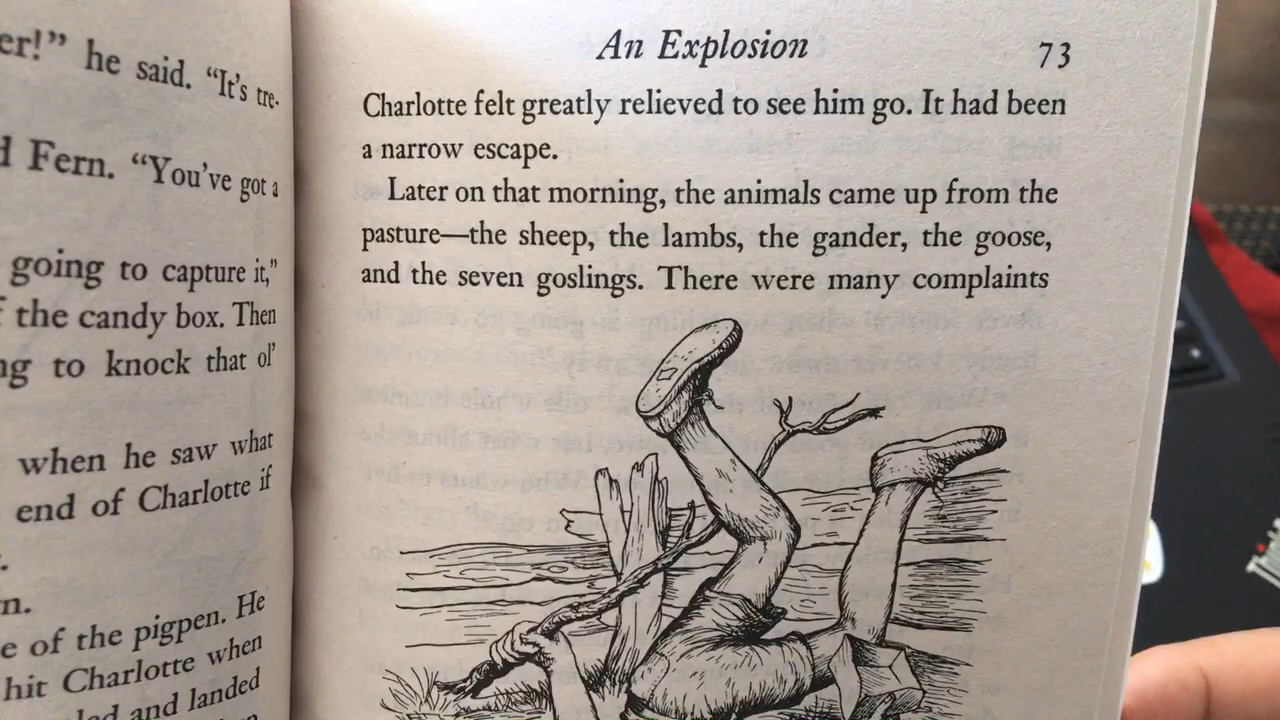 er!” he said. “It’s tre-
Fern. “You’ve got a
going to capture it,”
the candy box. Then
ng to knock that ol’
when he saw what
end of Charlotte if
n.
e of the pigpen. He
hit Charlotte when
and landed
An Explosion 73
Charlotte felt greatly relieved to see him go. It had been
a narrow escape.
Later on that morning, the animals came up from the
pasture—the sheep, the lambs, the gander, the goose,
and the seven goslings. There were many complaints